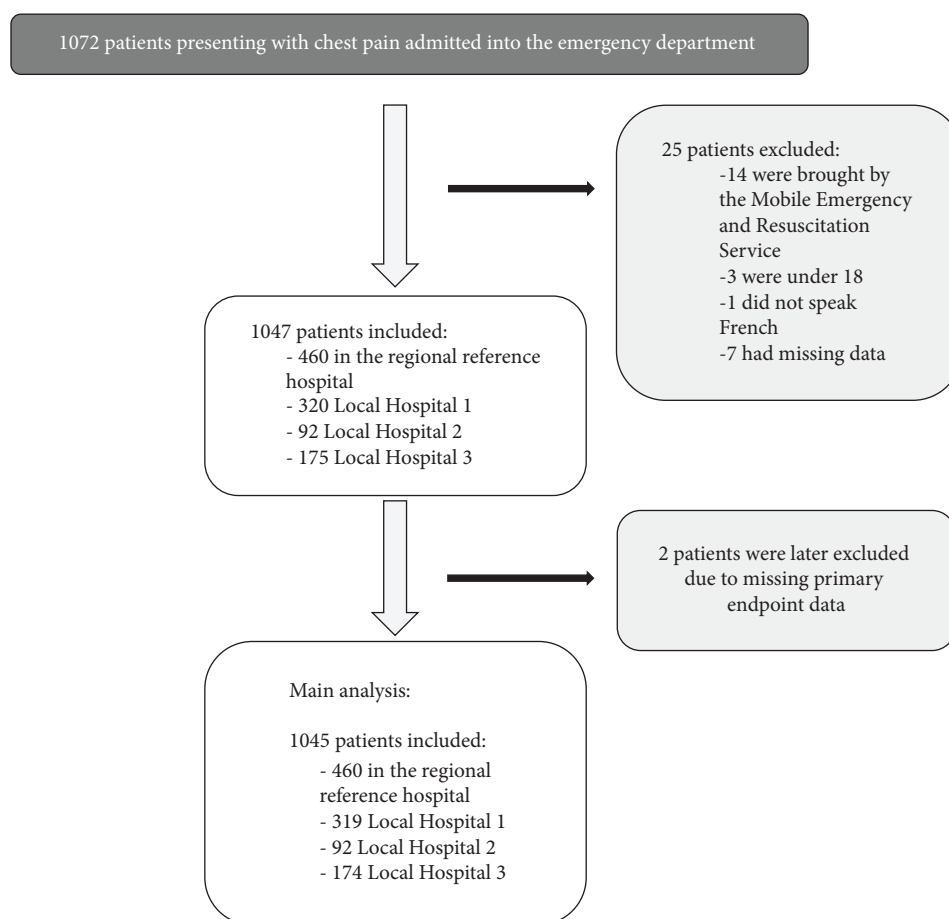 1072 patients presenting with chest pain admitted into the emergency department
25 patients excluded:
-14 were brought by
the Mobile Emergency
and Resuscitation
Service
-3 were under 18
-1 did not speak
French
-7 had missing data
1047 patients included:
- 460 in the regional reference
hospital
- 320 Local Hospital 1
- 92 Local Hospital 2
- 175 Local Hospital 3
2 patients were later excluded
due to missing primary
endpoint data
Main analysis:
1045 patients included:
- 460 in the regional
reference hospital
- 319 Local Hospital 1
- 92 Local Hospital 2
- 174 Local Hospital 3